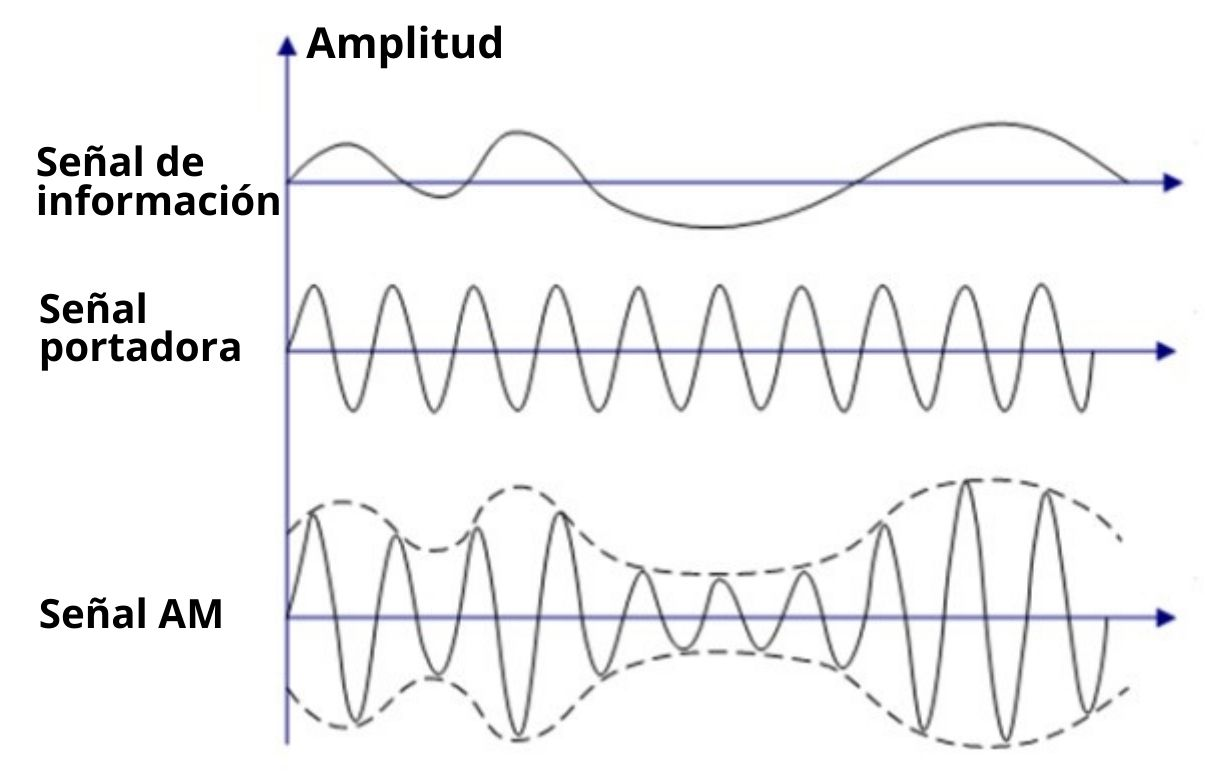 Amplitud
Señal de
información
Señal
portadora
Señal AM